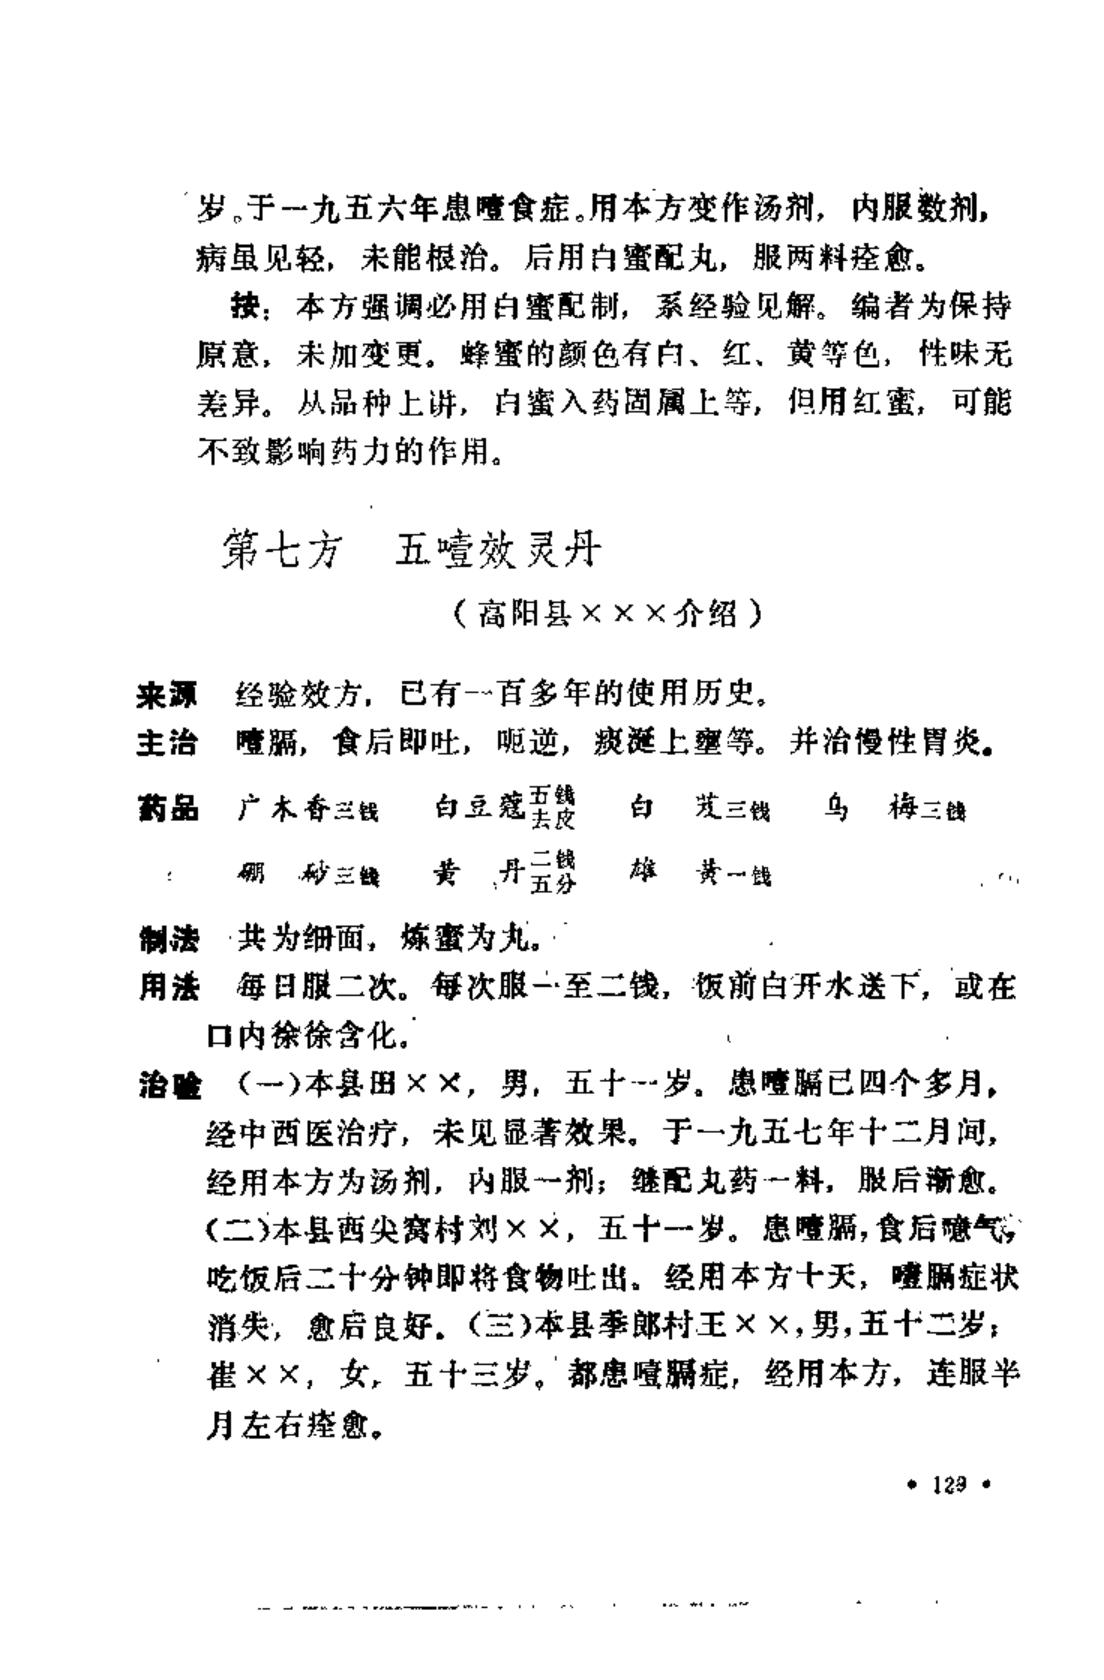 岁。于一九五六年患噎食症。用本方变作汤剂，内服数剂，
病虽见轻，未能根治。后用白蜜配丸，服两料痊愈。
按：本方强调必用白蜜配制，系经验见解。编者为保持
原意，未加变更。蜂蜜的颜色有白、红、黄等色，性味无
差异。从品种上讲，白蜜入药固属上等，但用红蜜，可能
不致影响药力的作用。
第七方 五噎效灵丹
（高阳县×××介绍）
来源 经验效方，已有一百多年的使用历史。
主治 噎膈，食后即吐，呃逆，痰涎上壅等。并治慢性胃炎。
药品 广木香三钱 白豆蔻五钱去皮 白 芨三钱 乌 梅三钱
硼 砂三钱 黄 丹二钱五分 雄 黄一钱
制法 共为细面，炼蜜为丸。
用法 每日服二次。每次服一至二钱，饭前白开水送下，或在
口内徐徐含化。
治验 （一）本县田××，男，五十一岁。患噎膈已四个多月，
经中西医治疗，未见显著效果。于一九五七年十二月间，
经用本方为汤剂，内服一剂；继配丸药一料，服后渐愈。
（二）本县西尖窝村刘××，五十一岁。患噎膈，食后噫气，
吃饭后二十分钟即将食物吐出。经用本方十天，噎膈症状
消失，愈后良好。（三）本县季郎村王××，男，五十二岁；
崔××，女，五十三岁。都患噎膈症，经用本方，连服半
月左右痊愈。
• 129 •